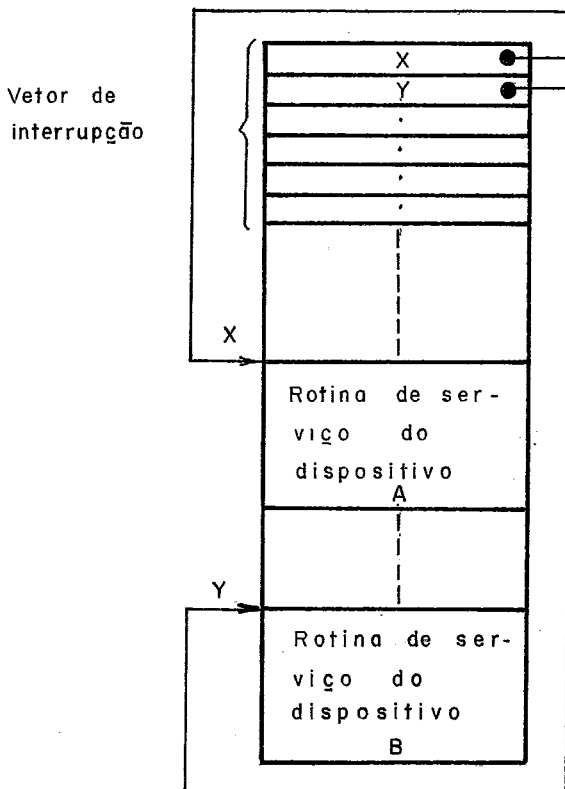 X
Y
Vetor de
interrupção
X
Rotina de ser-
viço do
dispositivo
A
Y
Rotina de ser-
viço do
dispositivo
B